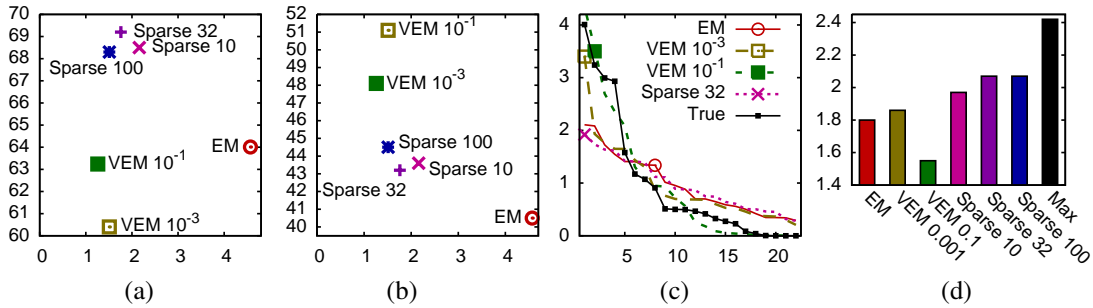 70
69
68
67
66
65
64
63
62
61
60
0 1 2 3 4
Sparse 32
Sparse 10
Sparse 100
EM
VEM 10⁻¹
VEM 10⁻³
(a)
52
51
50
49
48
47
46
45
44
43
42
41
40
0 1 2 3 4
VEM 10⁻¹
VEM 10⁻³
Sparse 100
Sparse 10
Sparse 32
EM
(b)
4
3
2
1
0
5 10 15 20
EM
VEM 10⁻³
VEM 10⁻¹
Sparse 32
True
(c)
2.4
2.2
2
1.8
1.6
1.4
EM
VEM 0.001
VEM 0.1
Sparse 10
Sparse 32
Sparse 100
Max
(d)